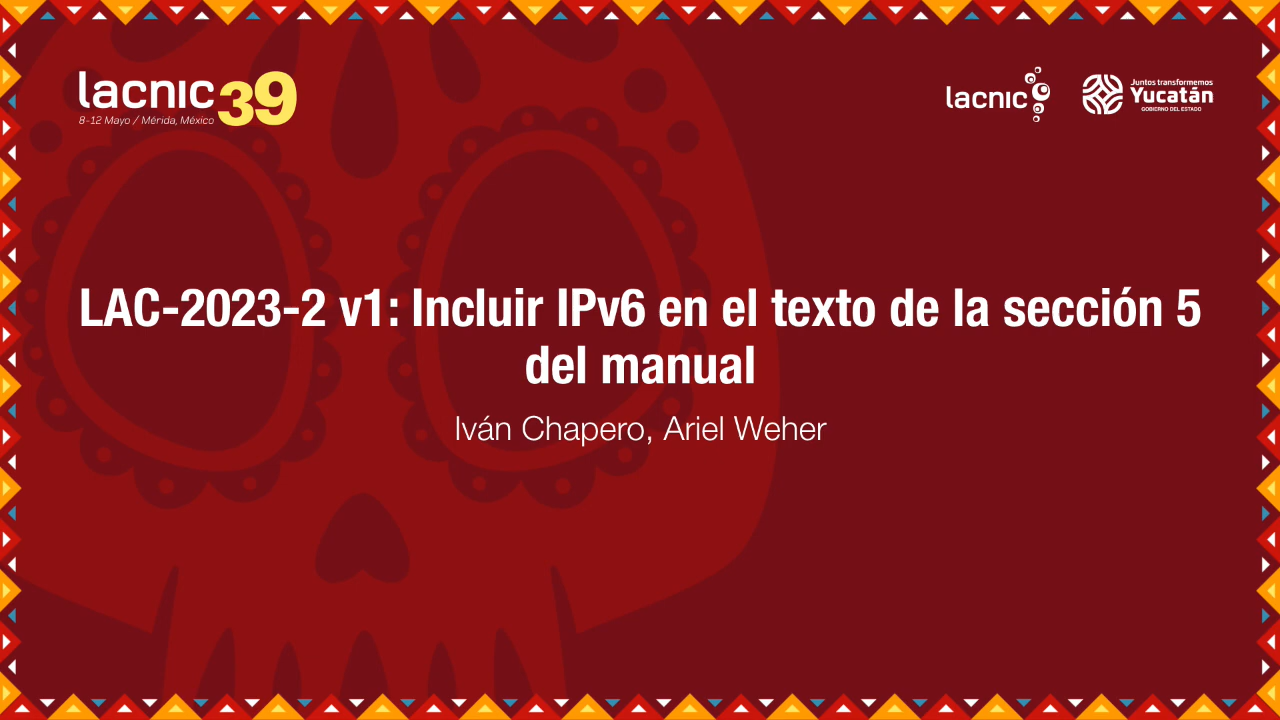 lacnic39
8-12 Mayo / Mérida, México
lacnic
Juntos transformemos
Yucatán
GOBIERNO DEL ESTADO
LAC-2023-2 v1: Incluir IPv6 en el texto de la sección 5
del manual
Iván Chapero, Ariel Weher